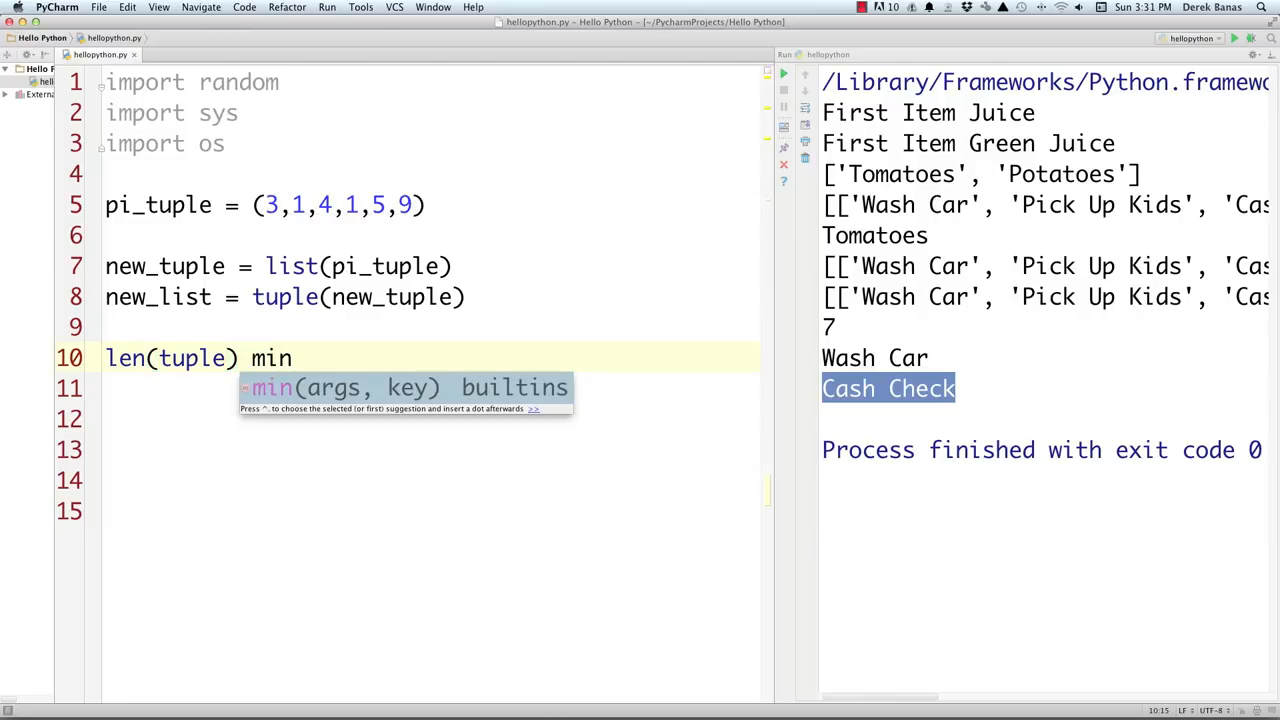 PyCharm File Edit View Navigate Code Refactor Run Tools VCS Window Help 10 Sun 3:31 PM Derek Banas
hellopython.py - Hello Python - [~/PycharmProjects/Hello Python]
Hello Python hellopython.py hellopython
hellopython.py Run hellopython
Hello P
hell
Externa
1 import random
2 import sys
3 import os
4
5 pi_tuple = (3,1,4,1,5,9)
6
7 new_tuple = list(pi_tuple)
8 new_list = tuple(new_tuple)
9
10 len(tuple) min
11
12
13
14
15
min(args, key) builtins
Press ^. to choose the selected (or first) suggestion and insert a dot afterwards >>
/Library/Frameworks/Python.framewo
First Item Juice
First Item Green Juice
['Tomatoes', 'Potatoes']
[['Wash Car', 'Pick Up Kids', 'Cas
Tomatoes
[['Wash Car', 'Pick Up Kids', 'Cas
[['Wash Car', 'Pick Up Kids', 'Cas
7
Wash Car
Cash Check
Process finished with exit code 0
10:15 LF UTF-8